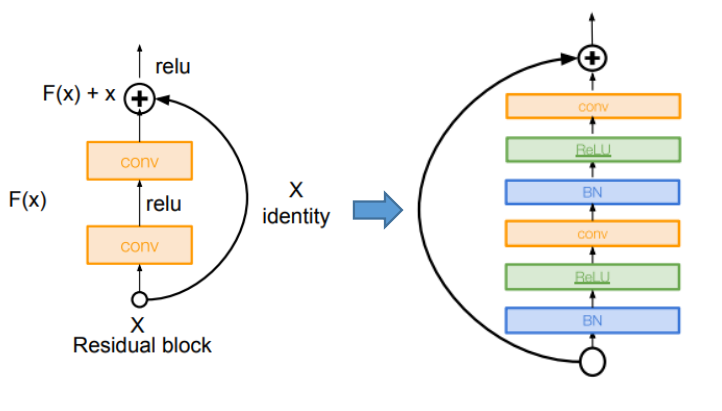 relu
F(x) + x
conv
F(x)
relu
conv
X
Residual block
X
identity
conv
ReLU
BN
conv
ReLU
BN